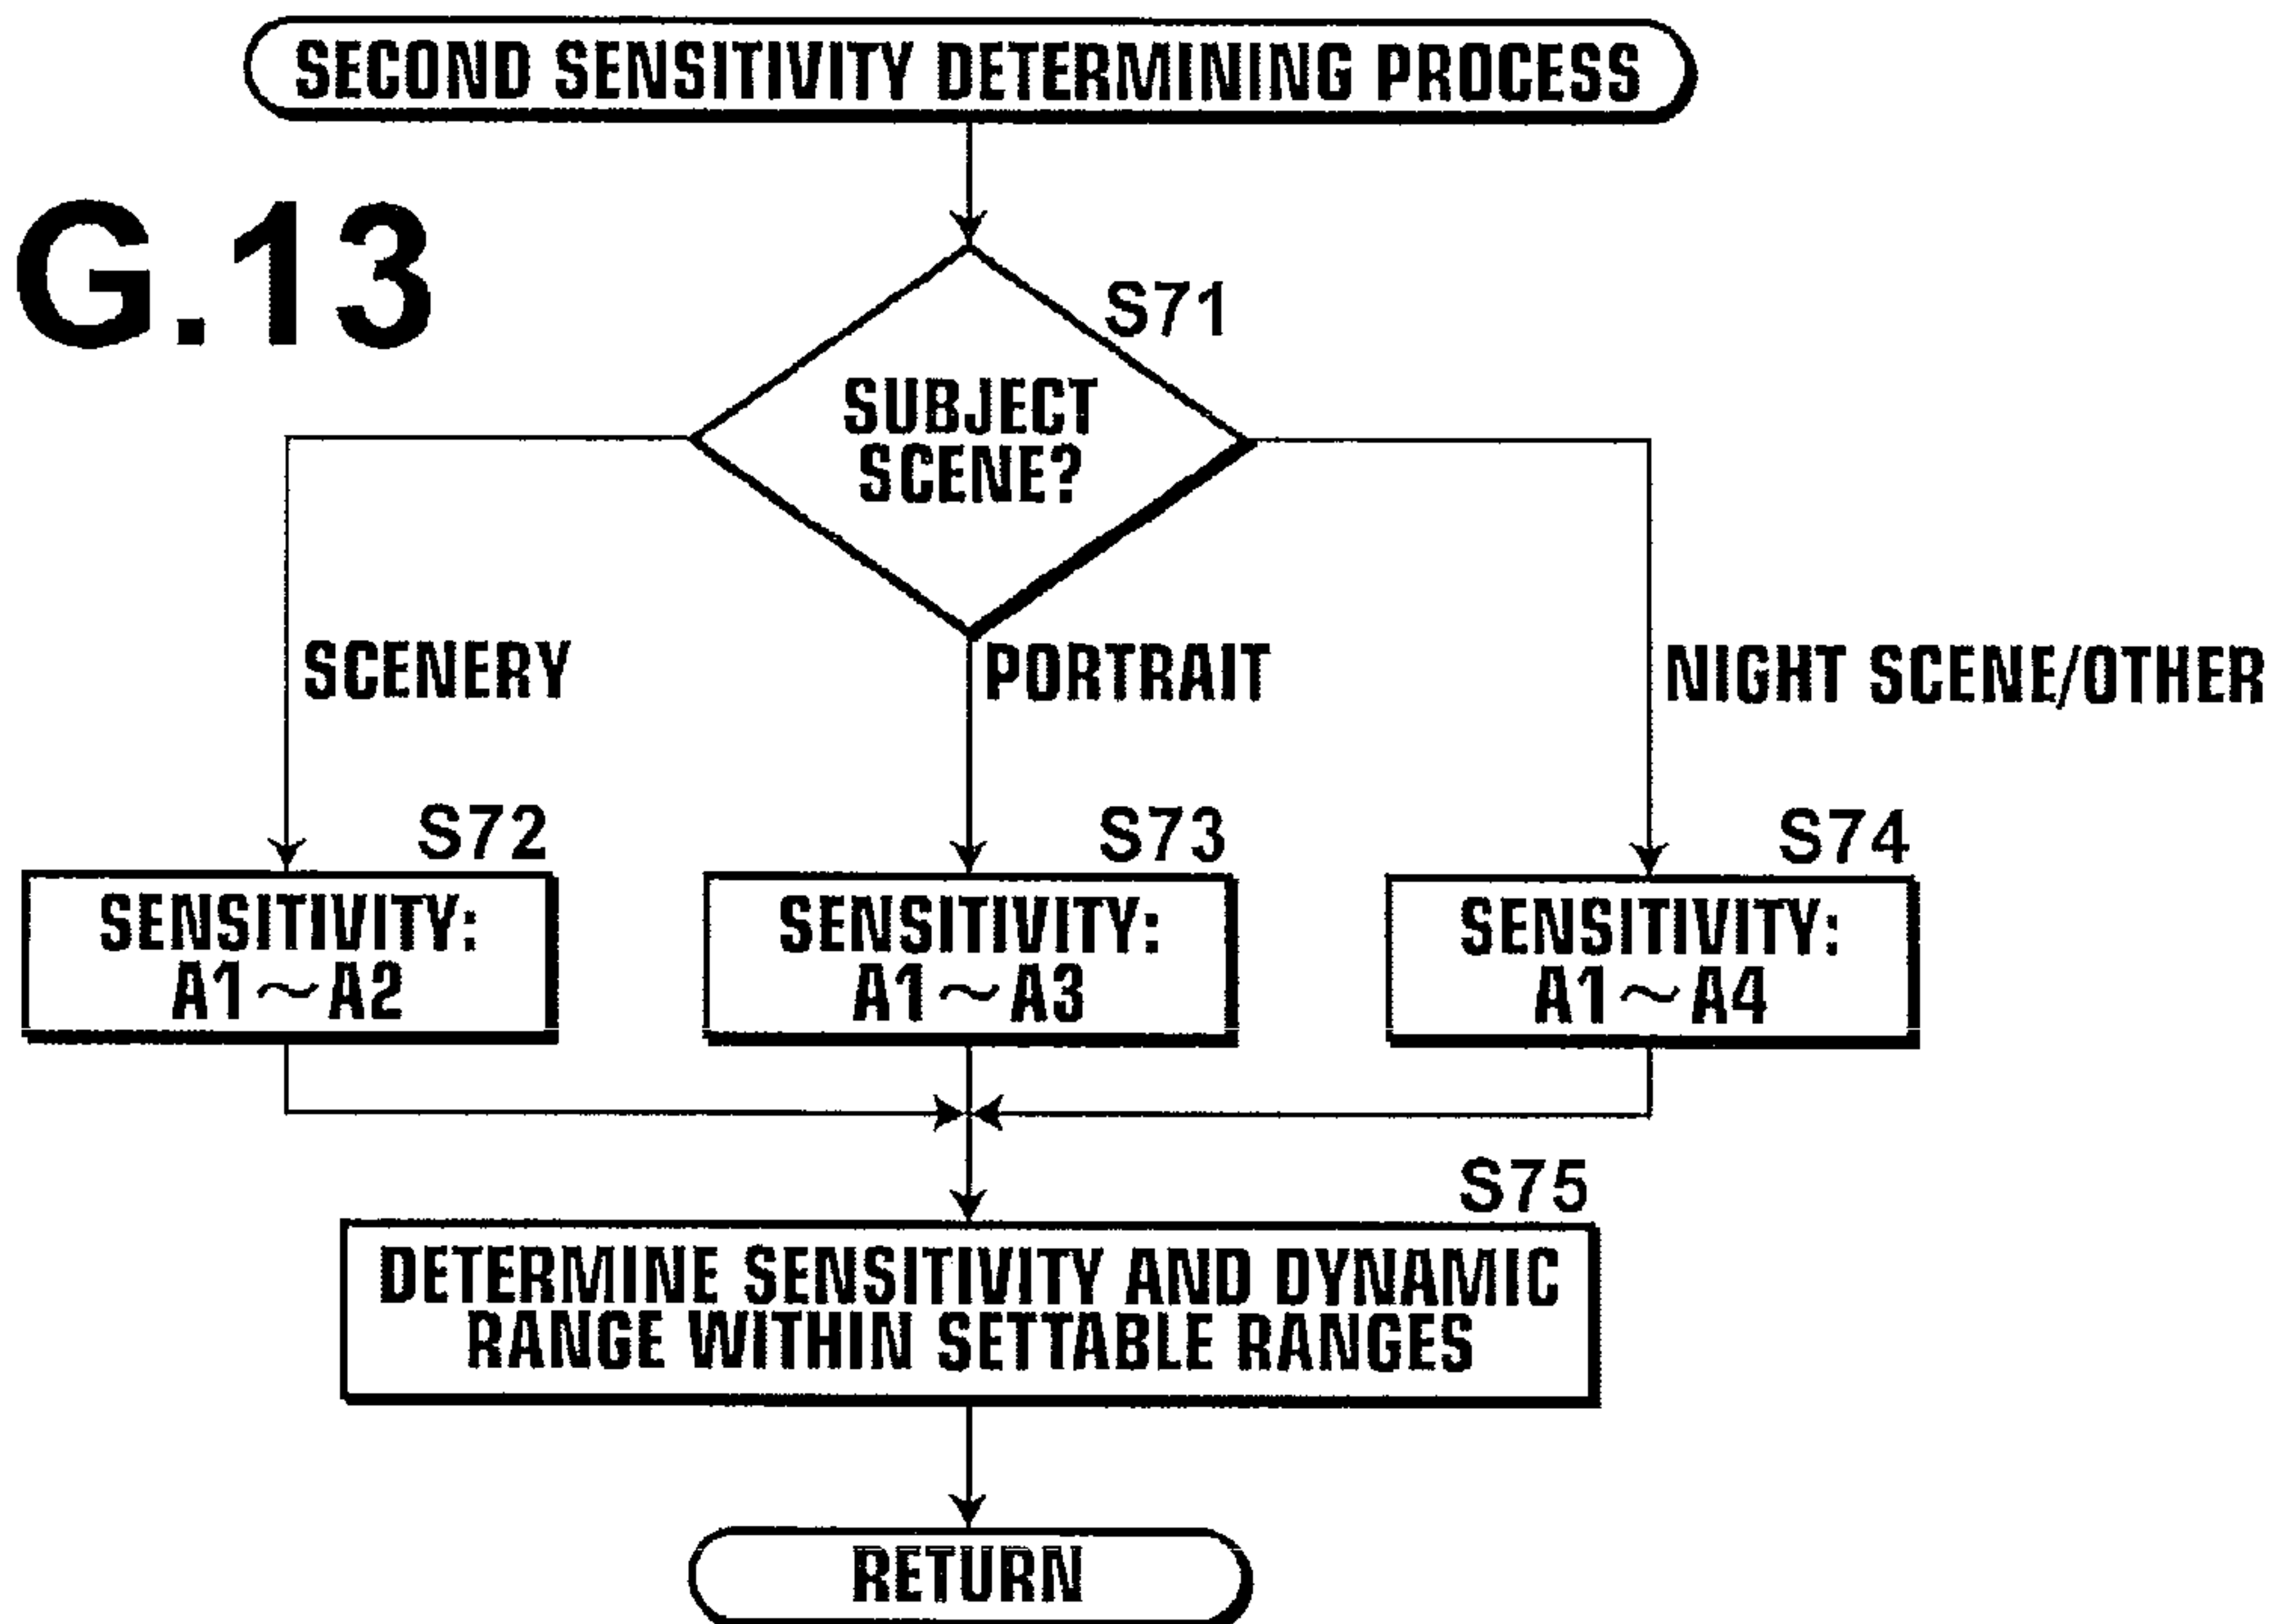 SECOND SENSITIVITY DETERMINING PROCESS
G.13
S71
SUBJECT
SCENE?
SCENERY
PORTRAIT
NIGHT SCENE/OTHER
S72
S73
S74
SENSITIVITY:
A1~A2
SENSITIVITY:
A1~A3
SENSITIVITY:
A1~A4
S75
DETERMINE SENSITIVITY AND DYNAMIC
RANGE WITHIN SETTABLE RANGES
RETURN